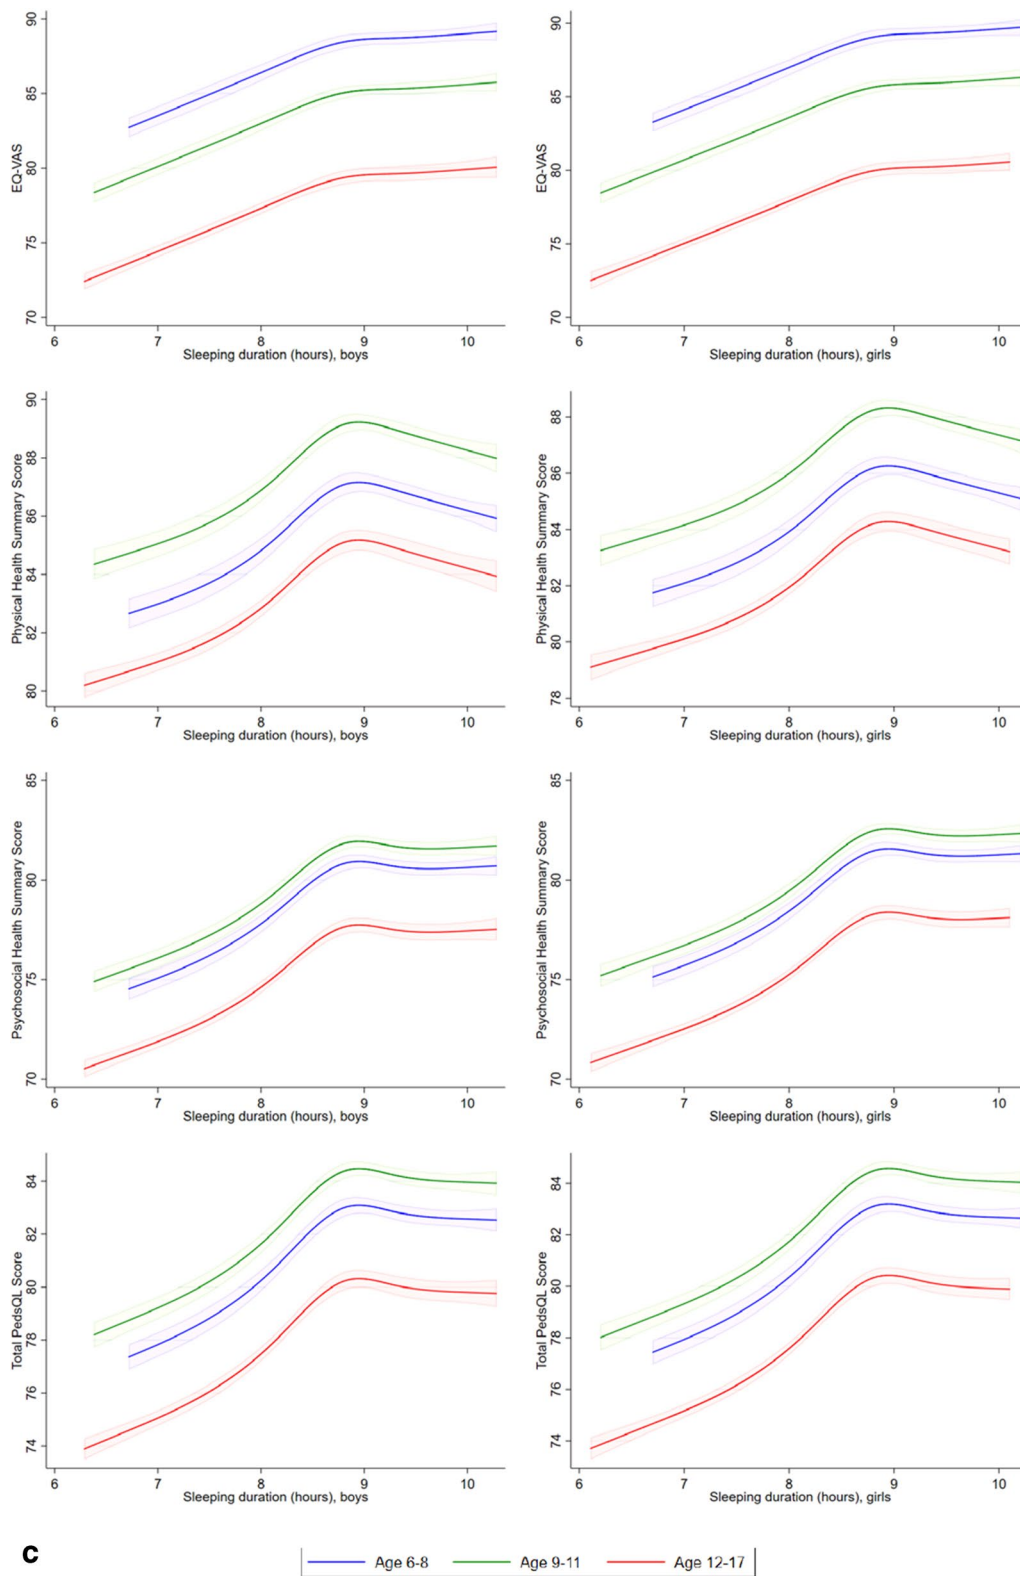 EQ-VAS
90
85
80
75
70
6 7 8 9 10
Sleeping duration (hours), boys
EQ-VAS
90
85
80
75
70
6 7 8 9 10
Sleeping duration (hours), girls
Physical Health Summary Score
90
88
86
84
82
80
6 7 8 9 10
Sleeping duration (hours), boys
Physical Health Summary Score
88
86
84
82
80
78
6 7 8 9 10
Sleeping duration (hours), girls
Psychosocial Health Summary Score
85
80
75
70
6 7 8 9 10
Sleeping duration (hours), boys
Psychosocial Health Summary Score
85
80
75
70
6 7 8 9 10
Sleeping duration (hours), girls
Total PedsQL Score
84
82
80
78
76
74
6 7 8 9 10
Sleeping duration (hours), boys
Total PedsQL Score
84
82
80
78
76
74
6 7 8 9 10
Sleeping duration (hours), girls
c
Age 6-8 Age 9-11 Age 12-17